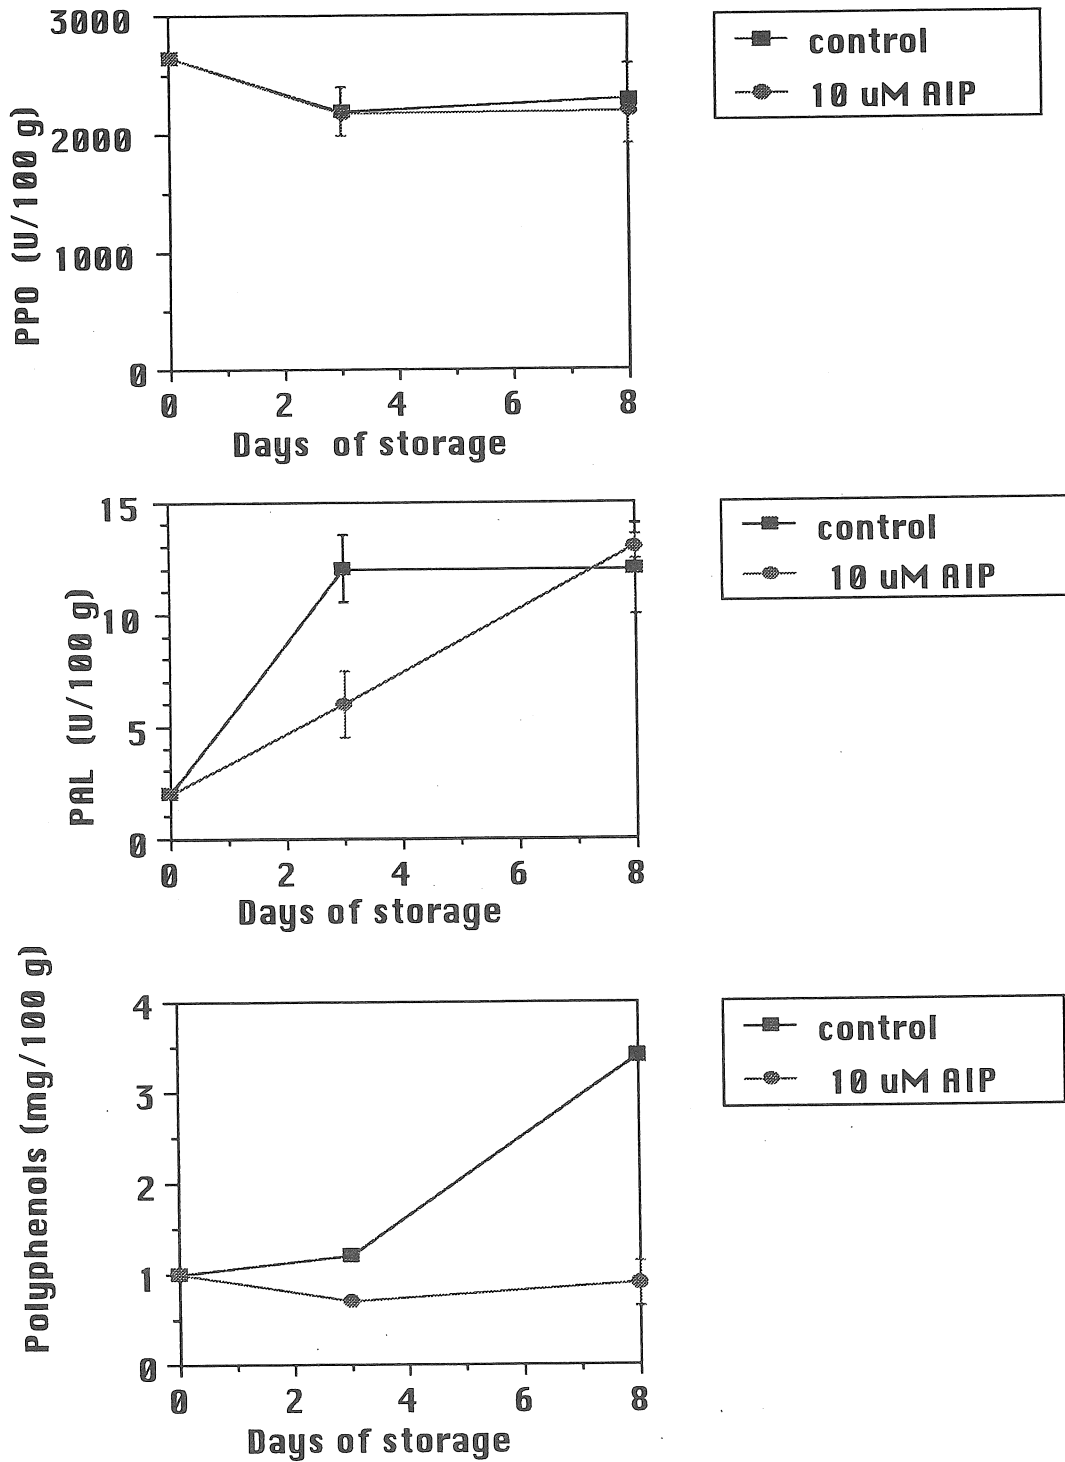 3000
2000
1000
0
PPO (U/100 g)
0 2 4 6 8
Days of storage
control
10 uM AIP
15
10
5
0
PAL (U/100 g)
0 2 4 6 8
Days of storage
control
10 uM AIP
4
3
2
1
0
Polyphenols (mg/100 g)
0 2 4 6 8
Days of storage
control
10 uM AIP